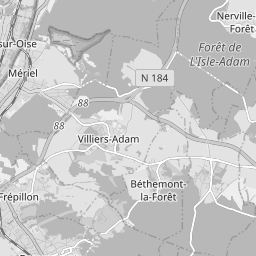 Nerville-
Forêt
sur-Oise
Forêt de
L'Isle-Adam
Mériel
N 184
88
88
Villiers-Adam
Béthemont-
la-Forêt
Frépillon